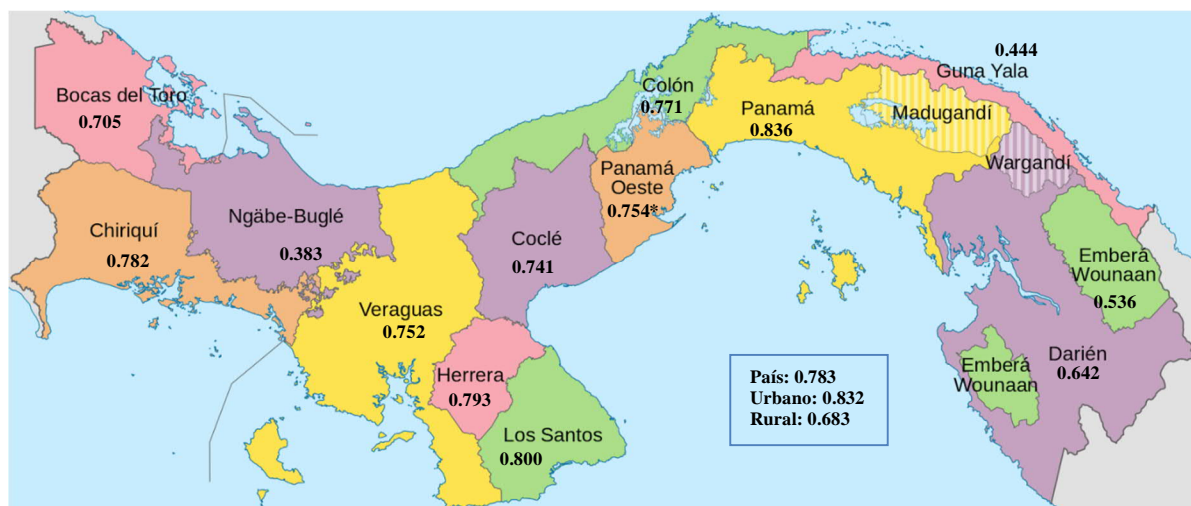 Bocas del Toro
0.705
Chiriquí
0.782
Ngäbe-Buglé
0.383
Veraguas
0.752
Herrera
0.793
Los Santos
0.800
Coclé
0.741
Colón
0.771
Panamá
Oeste
0.754*
Panamá
0.836
0.444
Guna Yala
Madugandí
Wargandí
Emberá
Wounaan
0.536
Darién
0.642
Emberá
Wounaan
País: 0.783
Urbano: 0.832
Rural: 0.683